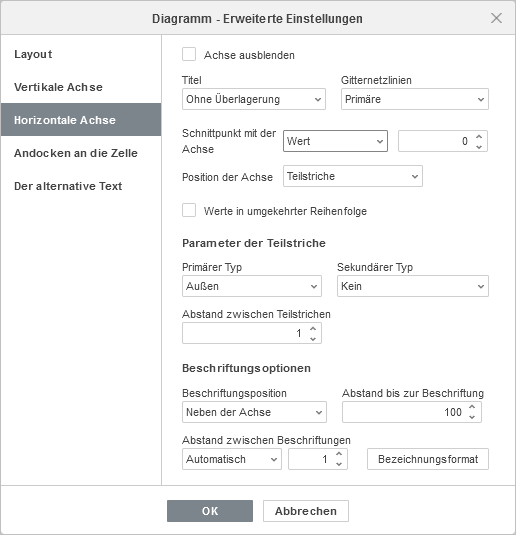 Diagramm - Erweiterte Einstellungen
Layout
Vertikale Achse
Horizontale Achse
Andocken an die Zelle
Der alternative Text
Achse ausblenden
Titel Gitternetzlinien
Ohne Überlagerung Primäre
Schnittpunkt mit der
Achse
Wert 0
Position der Achse Teilstriche
Werte in umgekehrter Reihenfolge
Parameter der Teilstriche
Primärer Typ Sekundärer Typ
Außen Kein
Abstand zwischen Teilstrichen
1
Beschriftungsoptionen
Beschriftungsposition Abstand bis zur Beschriftung
Neben der Achse 100
Abstand zwischen Beschriftungen
Automatisch 1 Bezeichnungsformat
OK Abbrechen